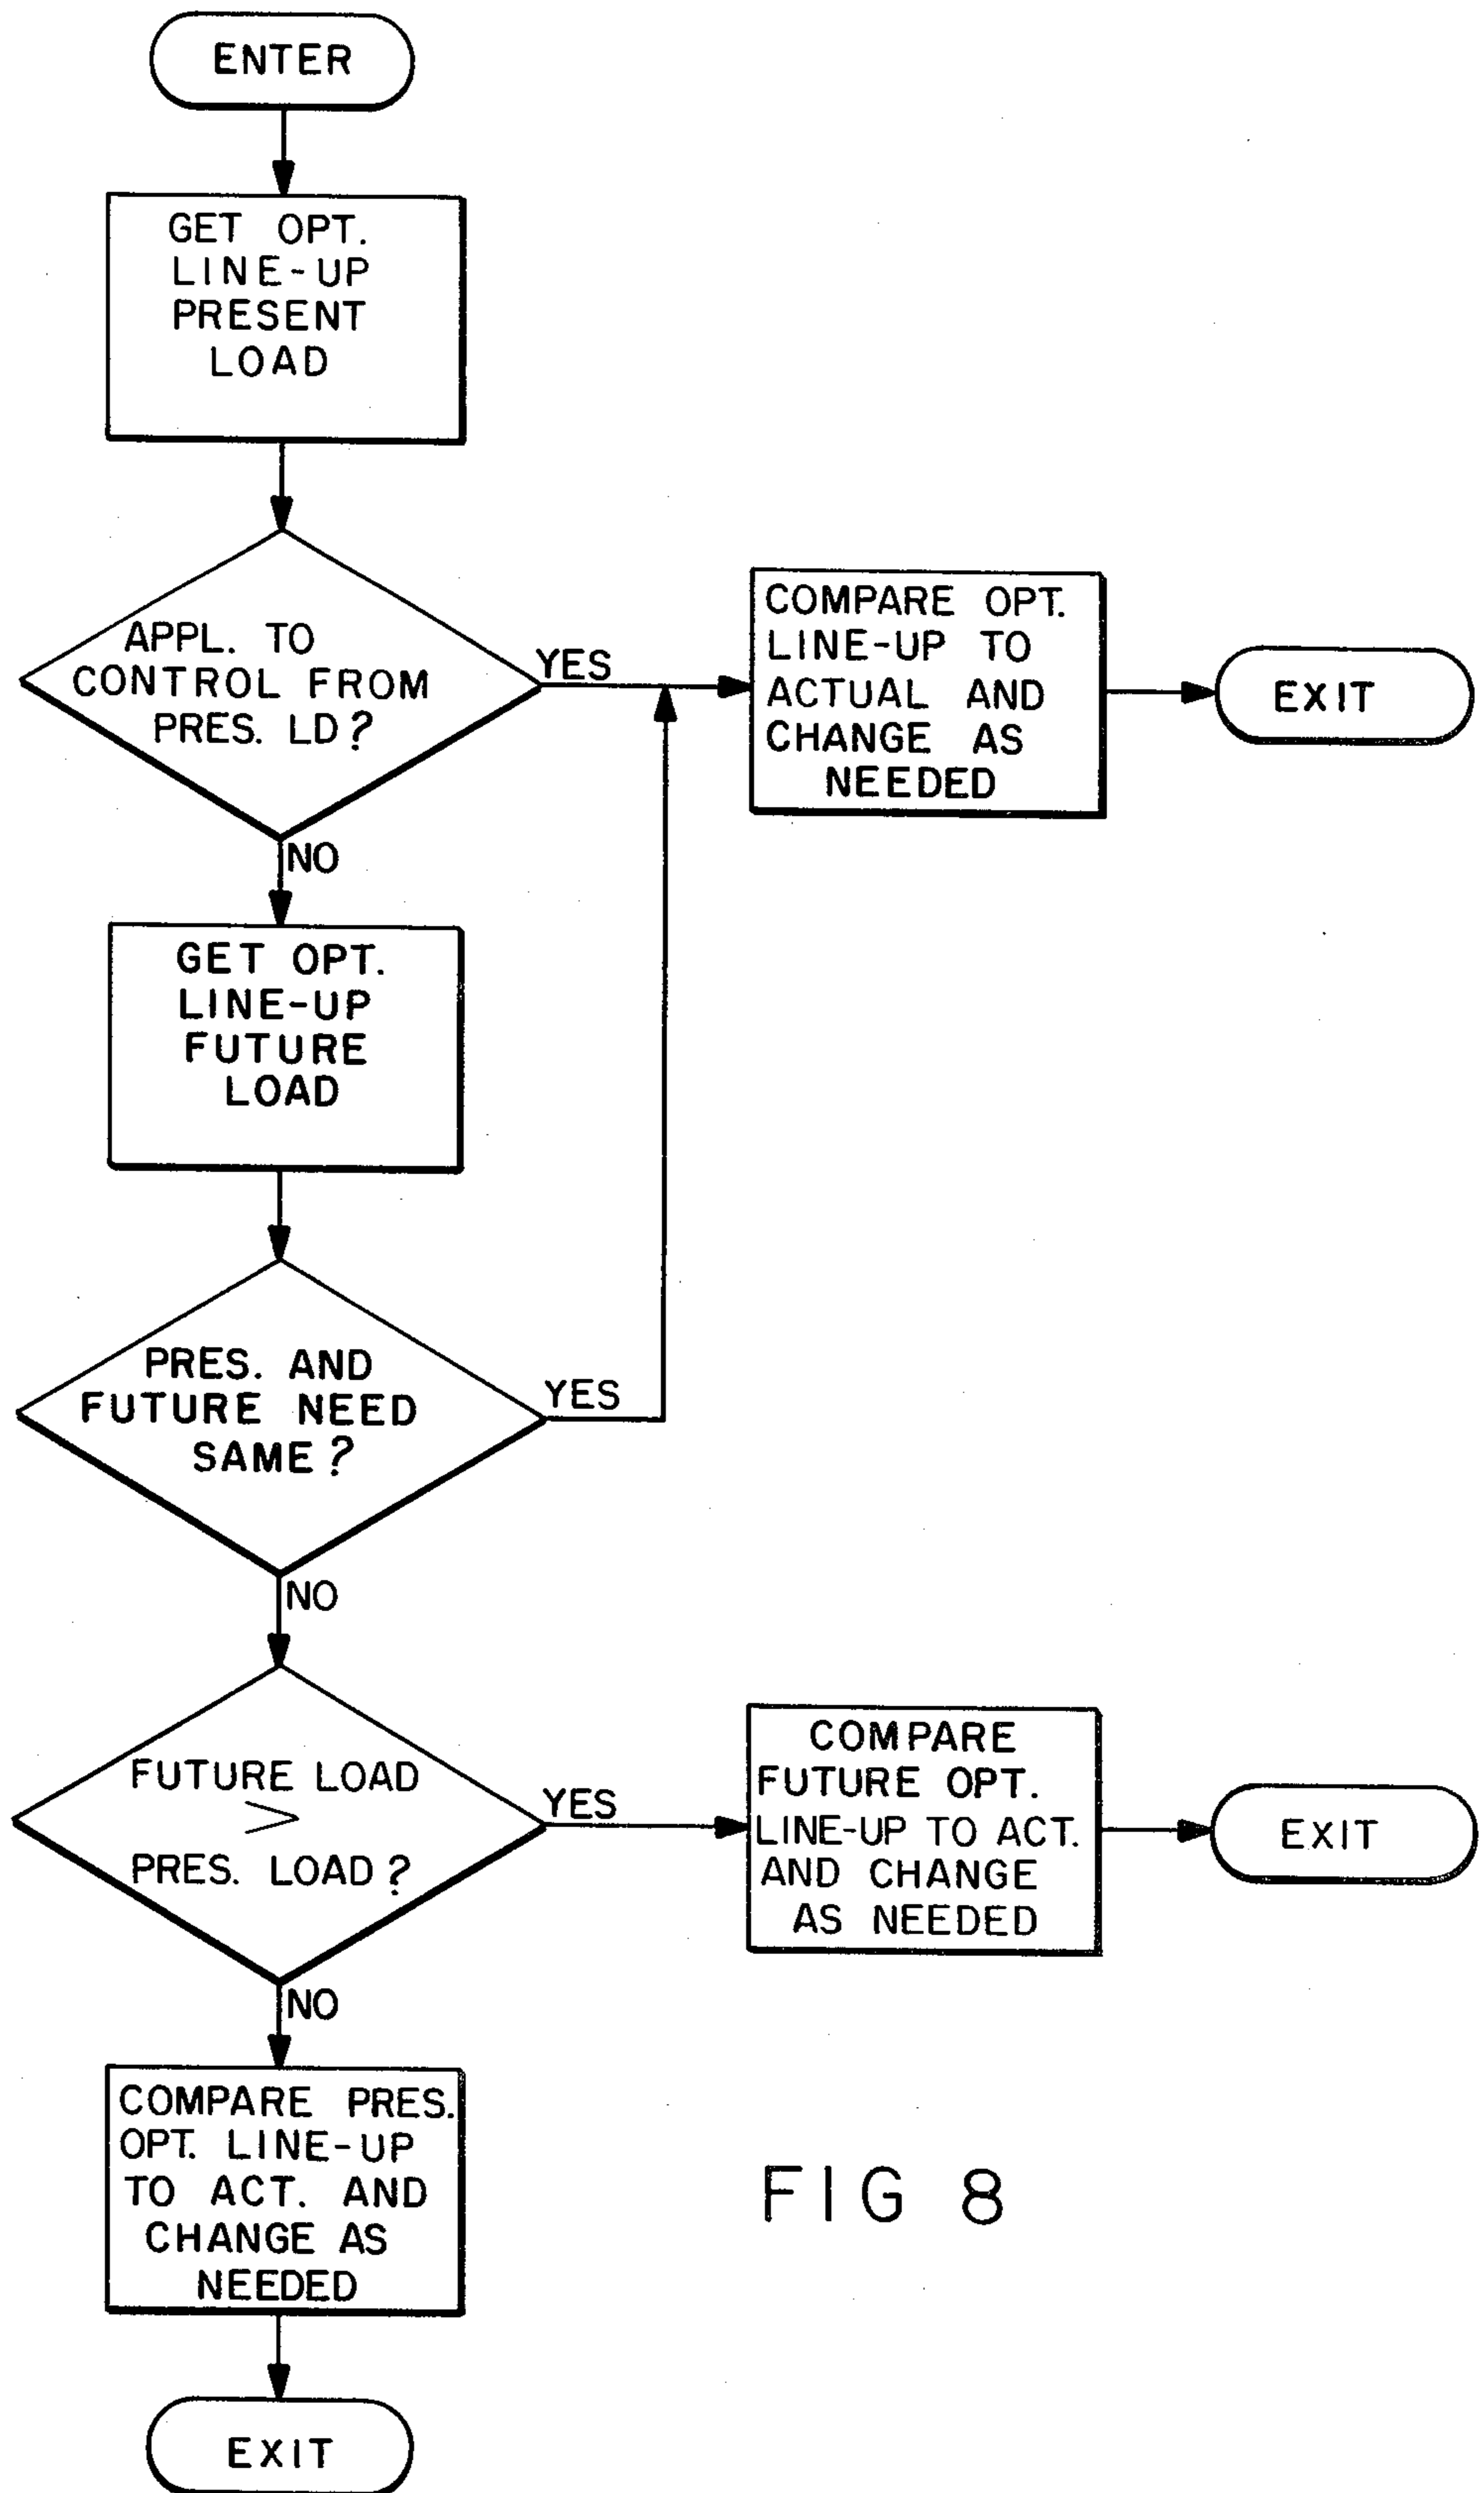 ENTER
GET OPT.
LINE-UP
PRESENT
LOAD
APPL. TO
CONTROL FROM
PRES. LD?
YES
COMPARE OPT.
LINE-UP TO
ACTUAL AND
CHANGE AS
NEEDED
EXIT
NO
GET OPT.
LINE-UP
FUTURE
LOAD
PRES. AND
FUTURE NEED
SAME?
YES
NO
FUTURE LOAD
>
PRES. LOAD?
YES
COMPARE
FUTURE OPT.
LINE-UP TO ACT.
AND CHANGE
AS NEEDED
EXIT
NO
COMPARE PRES.
OPT. LINE-UP
TO ACT. AND
CHANGE AS
NEEDED
EXIT
FIG 8